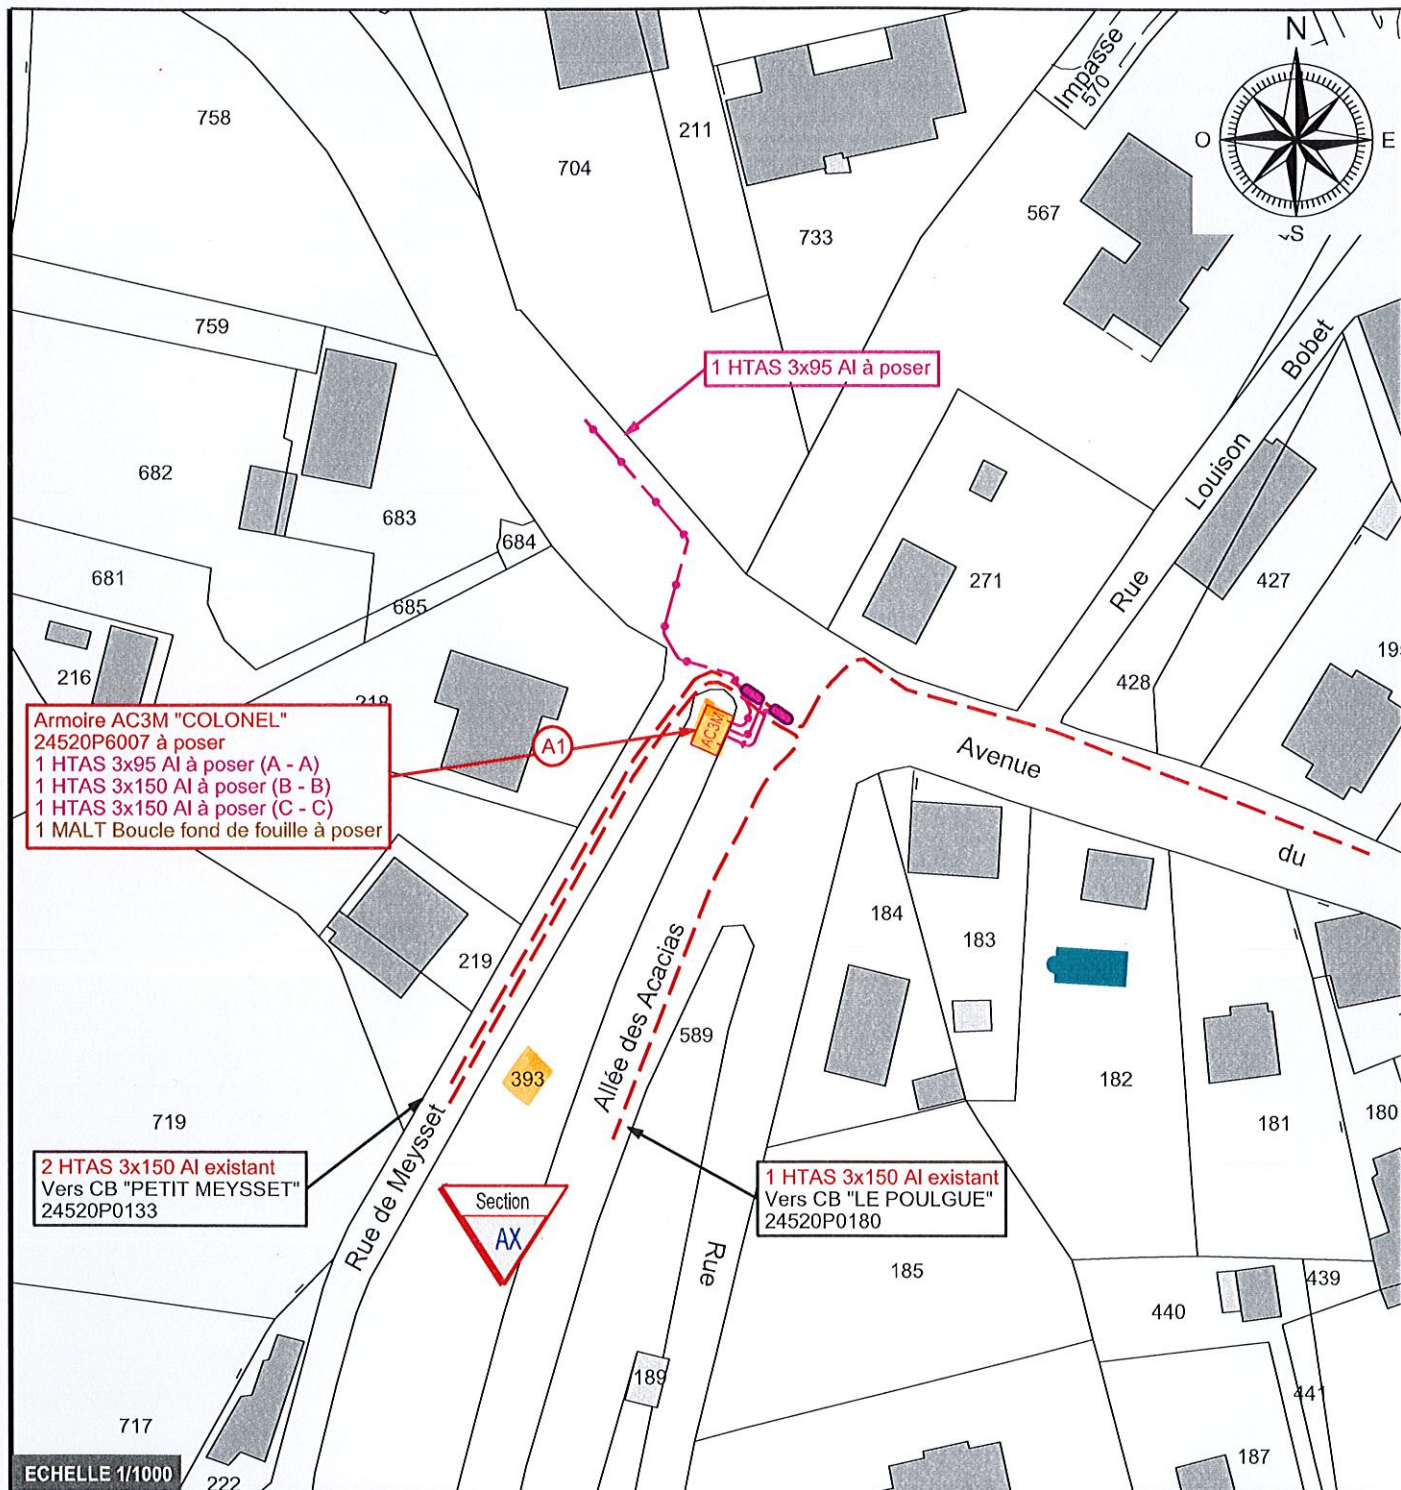 N
Impasse
570
758
211
O
E
704
567
733
S
759
Bobet
1 HTAS 3x95 Al à poser
Louison
682
683
684
271
427
681
Rue
685
216
428
Armoire AC3M "COLONEL"
24520P6007 à poser
1 HTAS 3x95 Al à poser (A - A)
1 HTAS 3x150 Al à poser (B - B)
1 HTAS 3x150 Al à poser (C - C)
1 MALT Boucle fond de fouille à poser
A1
AC3M
Avenue
du
184
183
219
589
Allée des Acacias
393
182
181
180
719
Rue de Meysset
2 HTAS 3x150 Al existant
Vers CB "PETIT MEYSSET"
24520P0133
Section
AX
1 HTAS 3x150 Al existant
Vers CB "LE POULGUE"
24520P0180
Rue
185
439
440
189
441
717
187
ECHELLE 1/1000
222